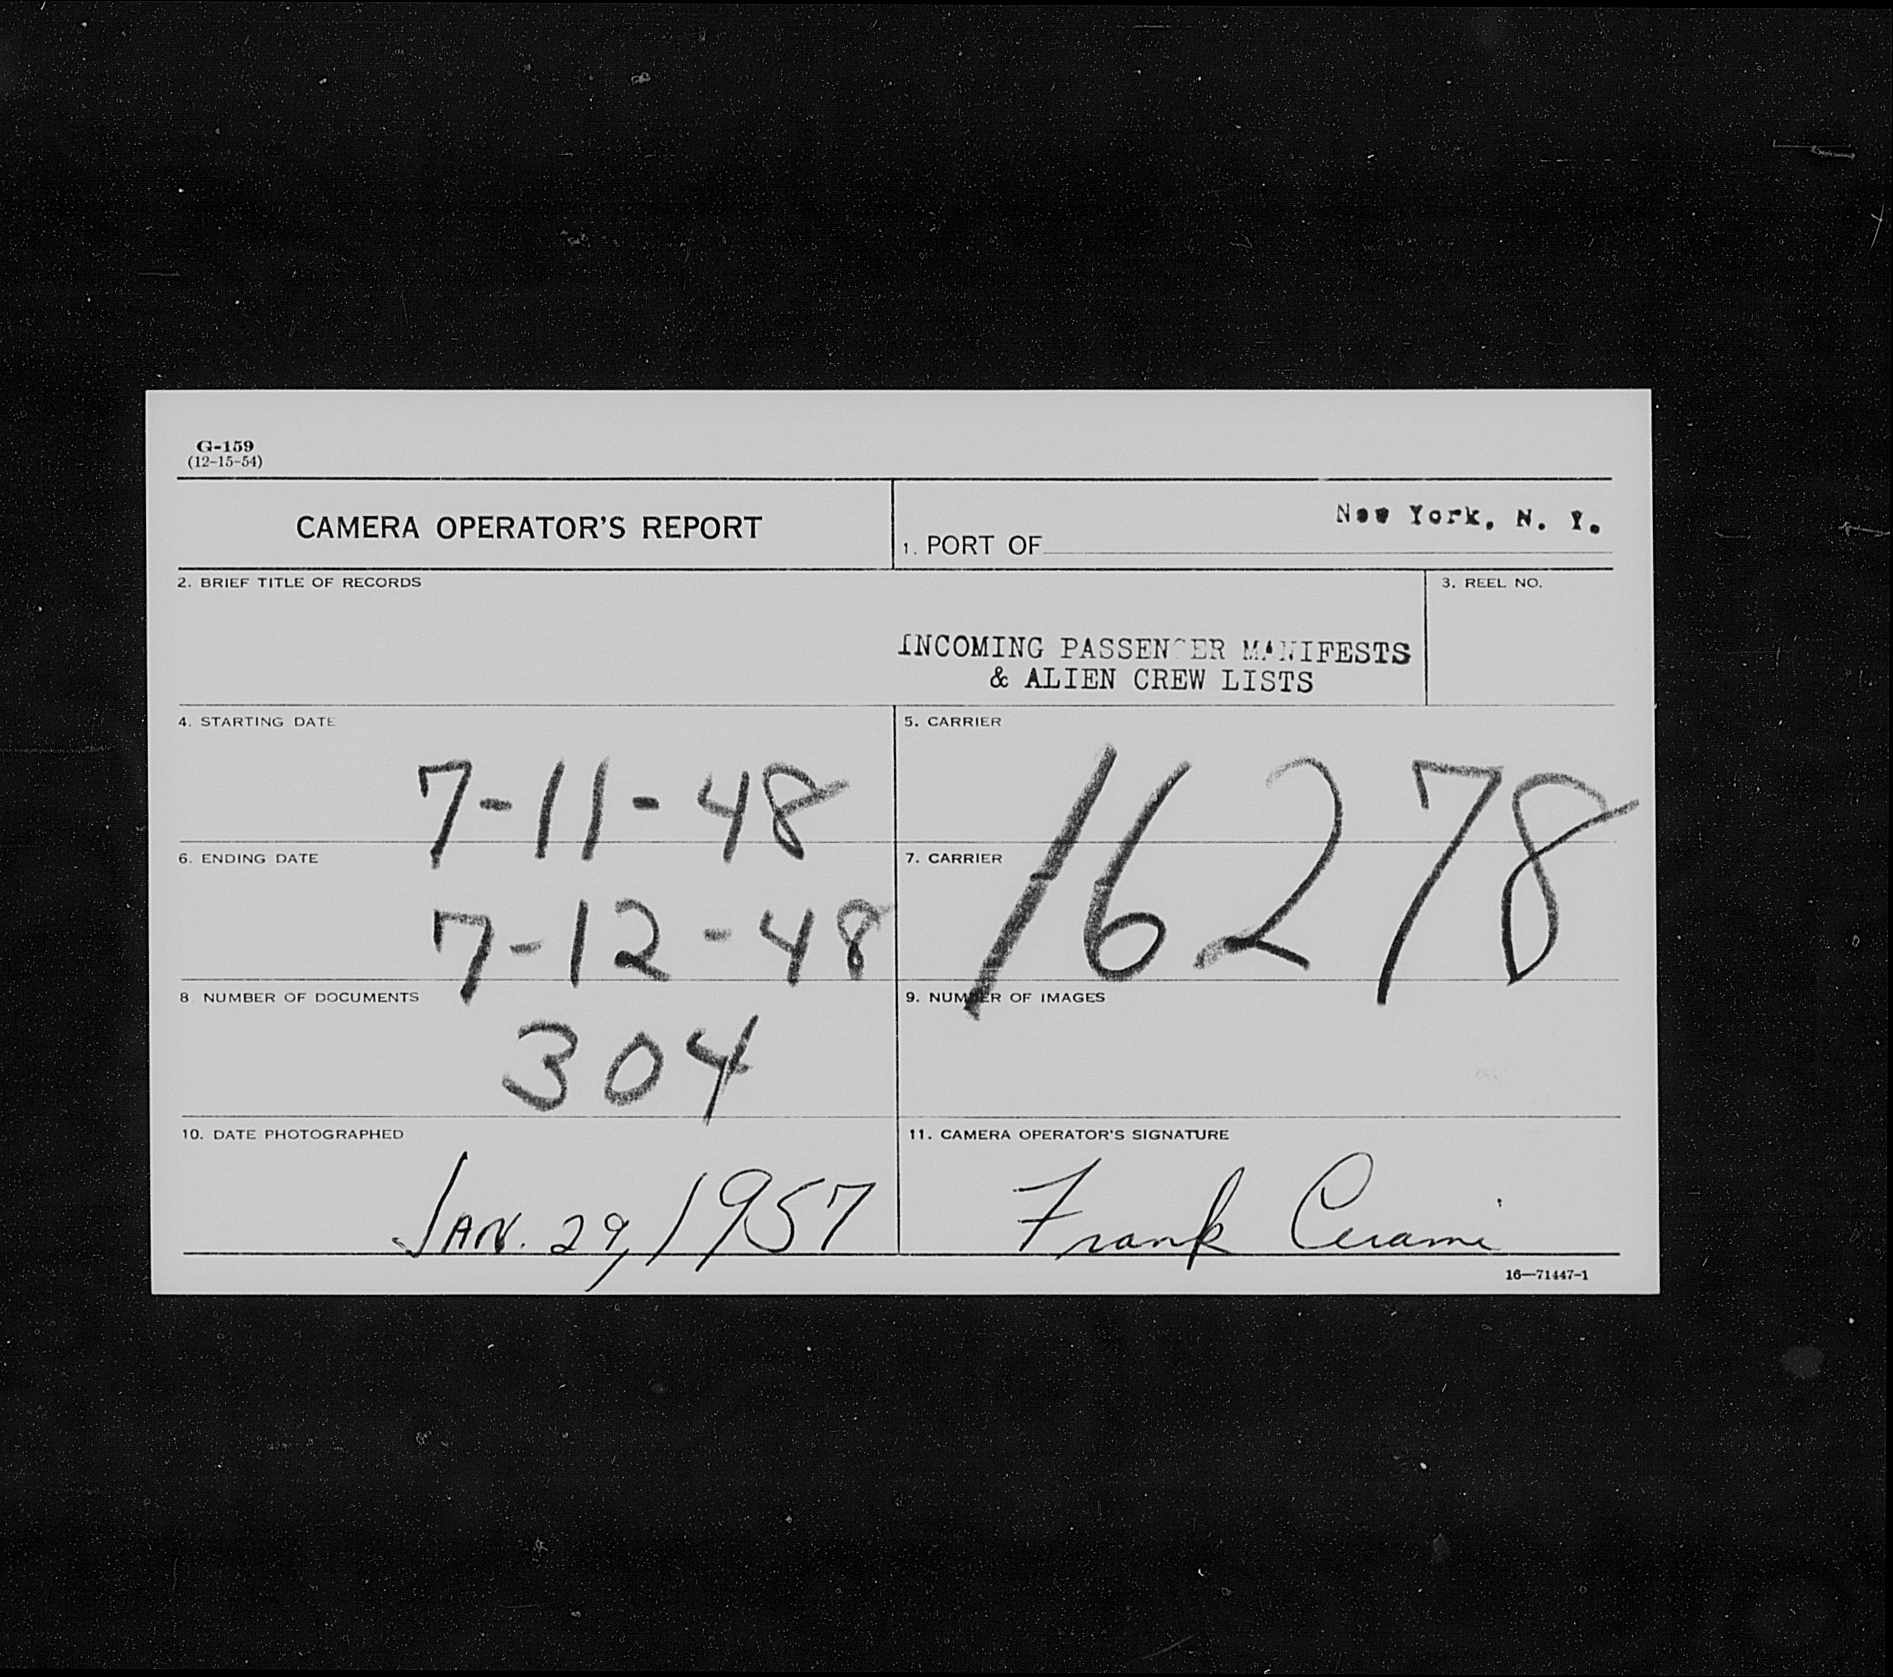 G-159
(12-15-54)
CAMERA OPERATOR'S REPORT
1. PORT OF New York, N. Y.
2. BRIEF TITLE OF RECORDS
3. REEL NO.
INCOMING PASSENGER MANIFESTS
& ALIEN CREW LISTS
4. STARTING DATE
7-11-48
5. CARRIER
16278
6. ENDING DATE
7-12-48
7. CARRIER
8 NUMBER OF DOCUMENTS
304
9. NUMBER OF IMAGES
10. DATE PHOTOGRAPHED
JAN. 29, 1957
11. CAMERA OPERATOR'S SIGNATURE
Frank Cerami
16—71447-1